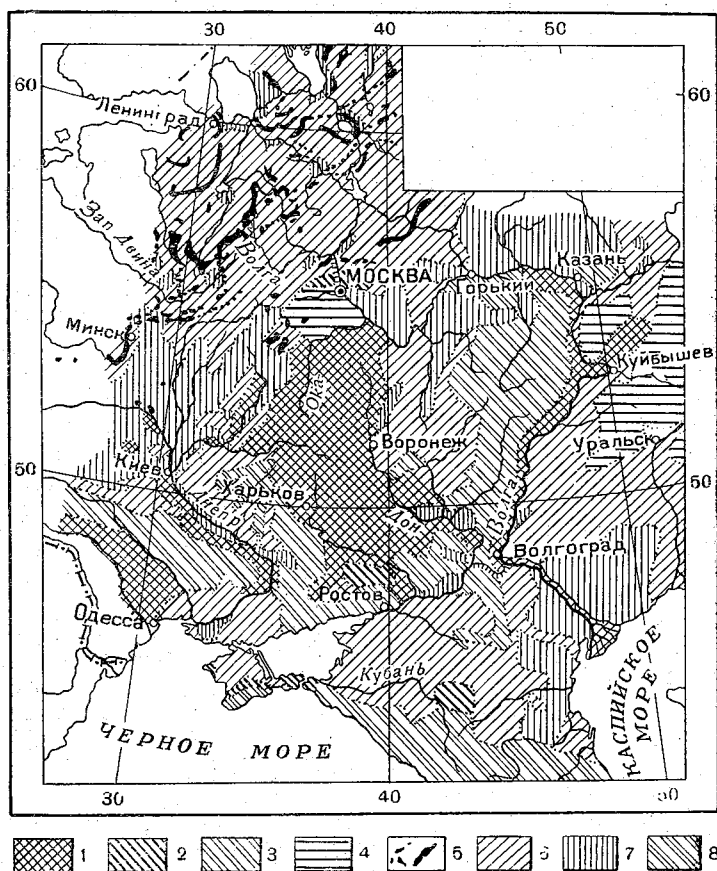 30 40 50
60 60
Ленинград
Зап Двина
Волга
МОСКВА
Казань
Горький
Минск
Куйбышев
Ока
Воронеж
Уральск
50 50
Киев
Харьков
Днепр
Дон
Волга
Волгоград
Ростов
Одесса
Кубань
КАСПИЙСКОЕ
МОРЕ
ЧЕРНОЕ МОРЕ
30 40 50
1 2 3 4 5 6 7 8